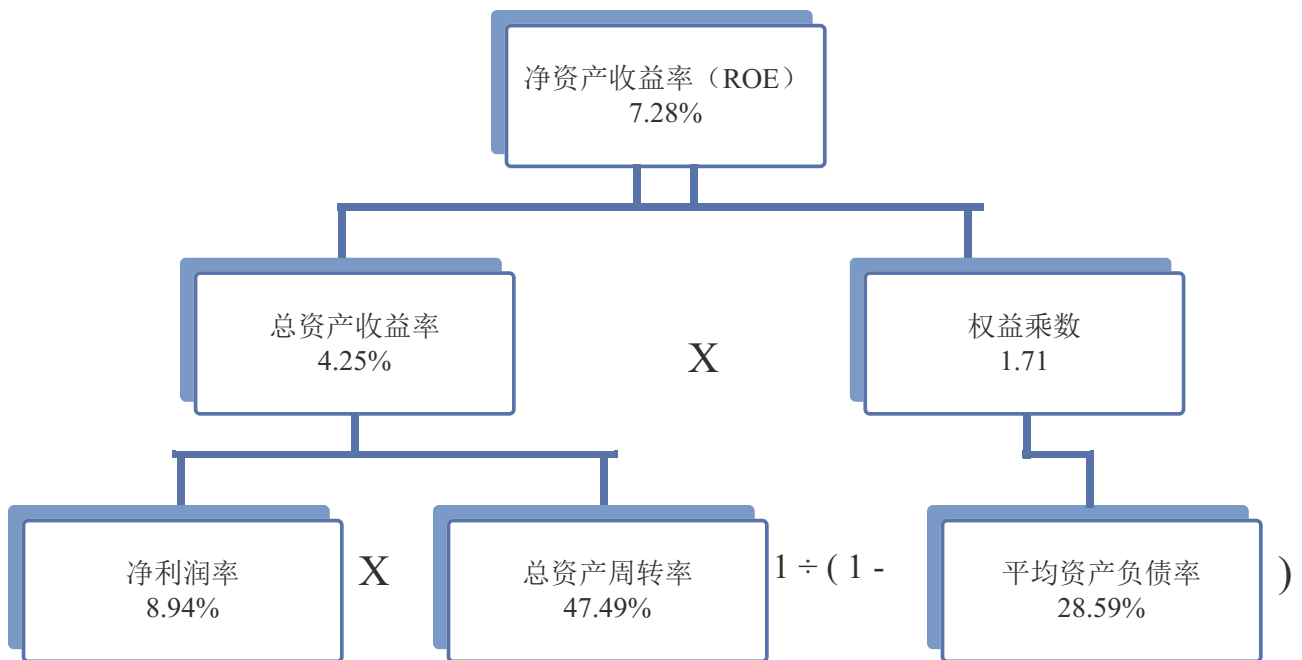 净资产收益率（ROE）
7.28%
总资产收益率
4.25%
X
权益乘数
1.71
净利润率
8.94%
X
总资产周转率
47.49%
1 ÷ ( 1 -
平均资产负债率
28.59%
)